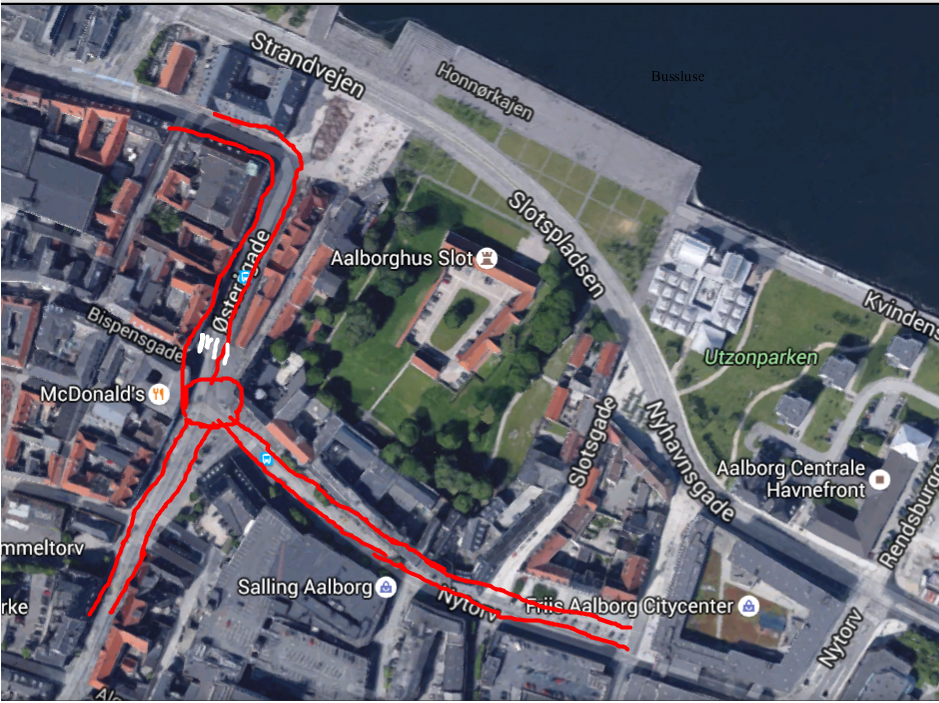 Strandvejen
Honnørkajen
Bussluse
Slotspladsen
Aalborghus Slot
Østerågade
Bispensgade
McDonald's
Kvindens
Utzonparken
Slotsgade
Nyhavnsgade
Aalborg Centrale
Havnefront
Rendsburgg
mmeltorv
Salling Aalborg
Nytorv
Friis Aalborg Citycenter
rke
Nytorv